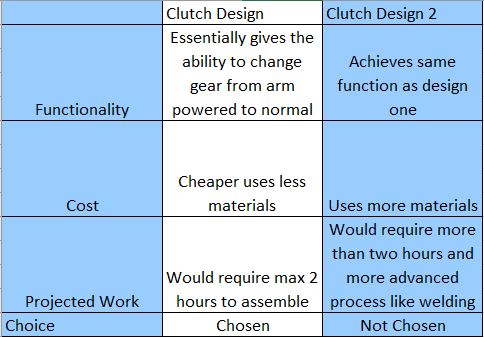 Clutch Design
Clutch Design 2
Functionality
Essentially gives the
ability to change
gear from arm
powered to normal
Achieves same
function as design
one
Cost
Cheaper uses less
materials
Uses more materials
Projected Work
Would require max 2
hours to assemble
Would require more
than two hours and
more advanced
process like welding
Choice
Chosen
Not Chosen